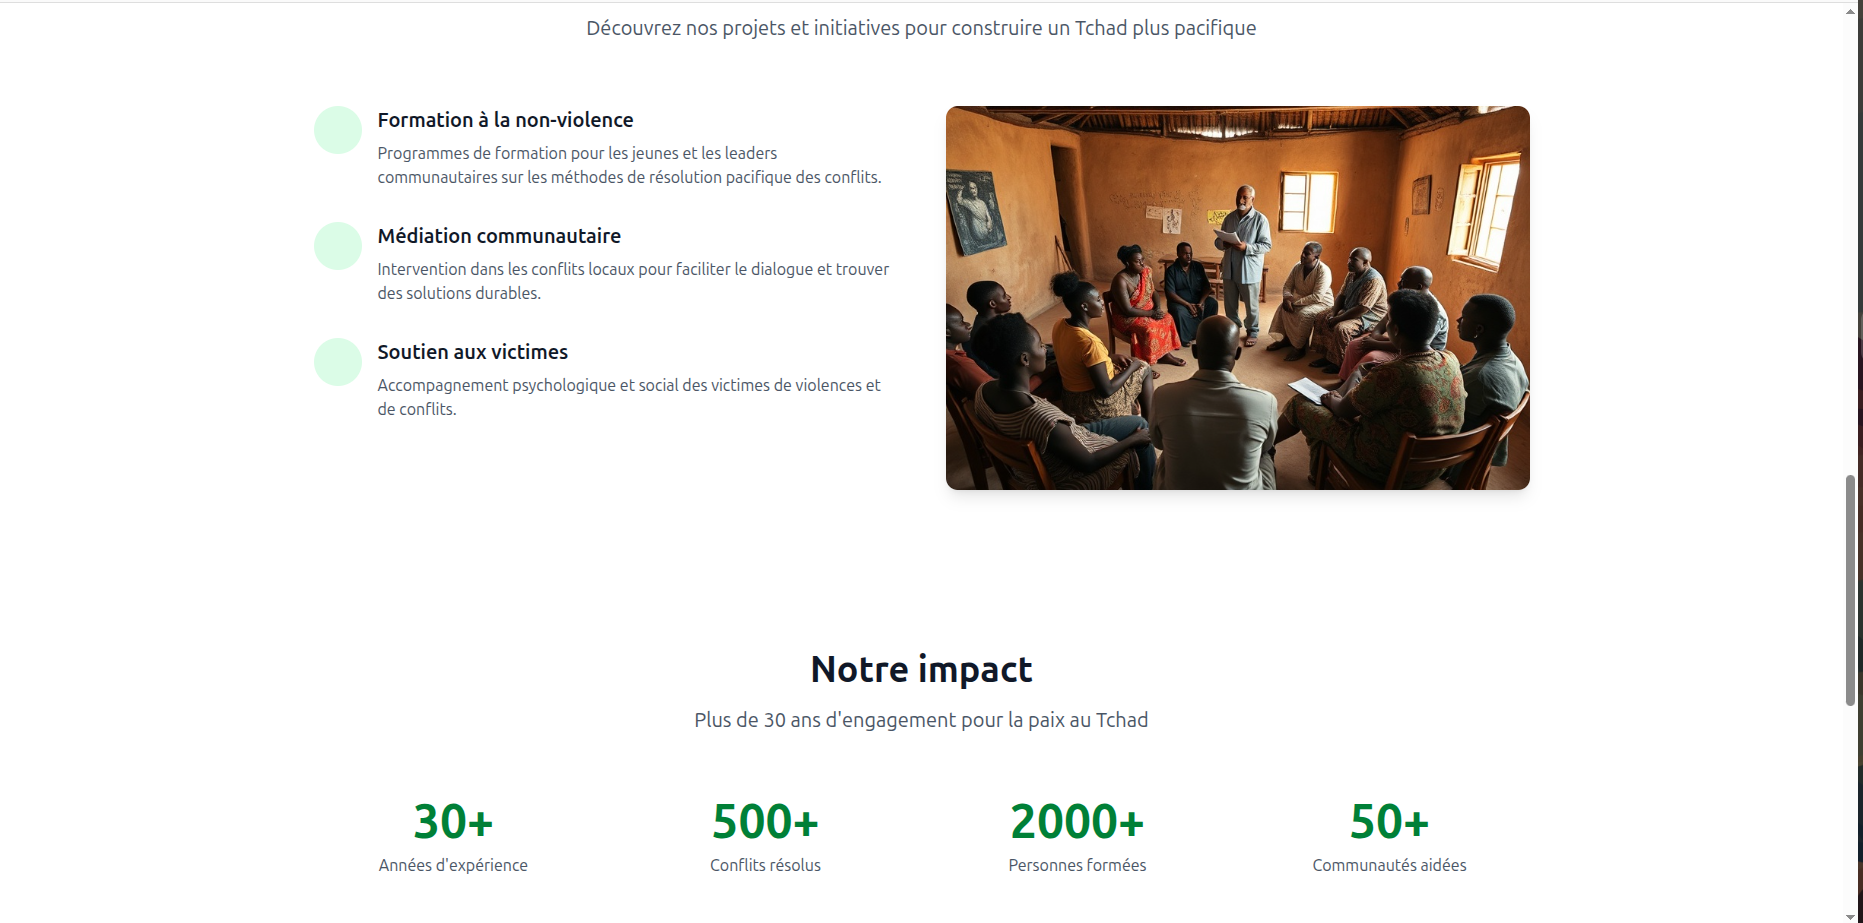 Découvrez nos projets et initiatives pour construire un Tchad plus pacifique
Formation à la non-violence
Programmes de formation pour les jeunes et les leaders
communautaires sur les méthodes de résolution pacifique des conflits.
Médiation communautaire
Intervention dans les conflits locaux pour faciliter le dialogue et trouver
des solutions durables.
Soutien aux victimes
Accompagnement psychologique et social des victimes de violences et
de conflits.
Notre impact
Plus de 30 ans d'engagement pour la paix au Tchad
30+
Années d'expérience
500+
Conflits résolus
2000+
Personnes formées
50+
Communautés aidées